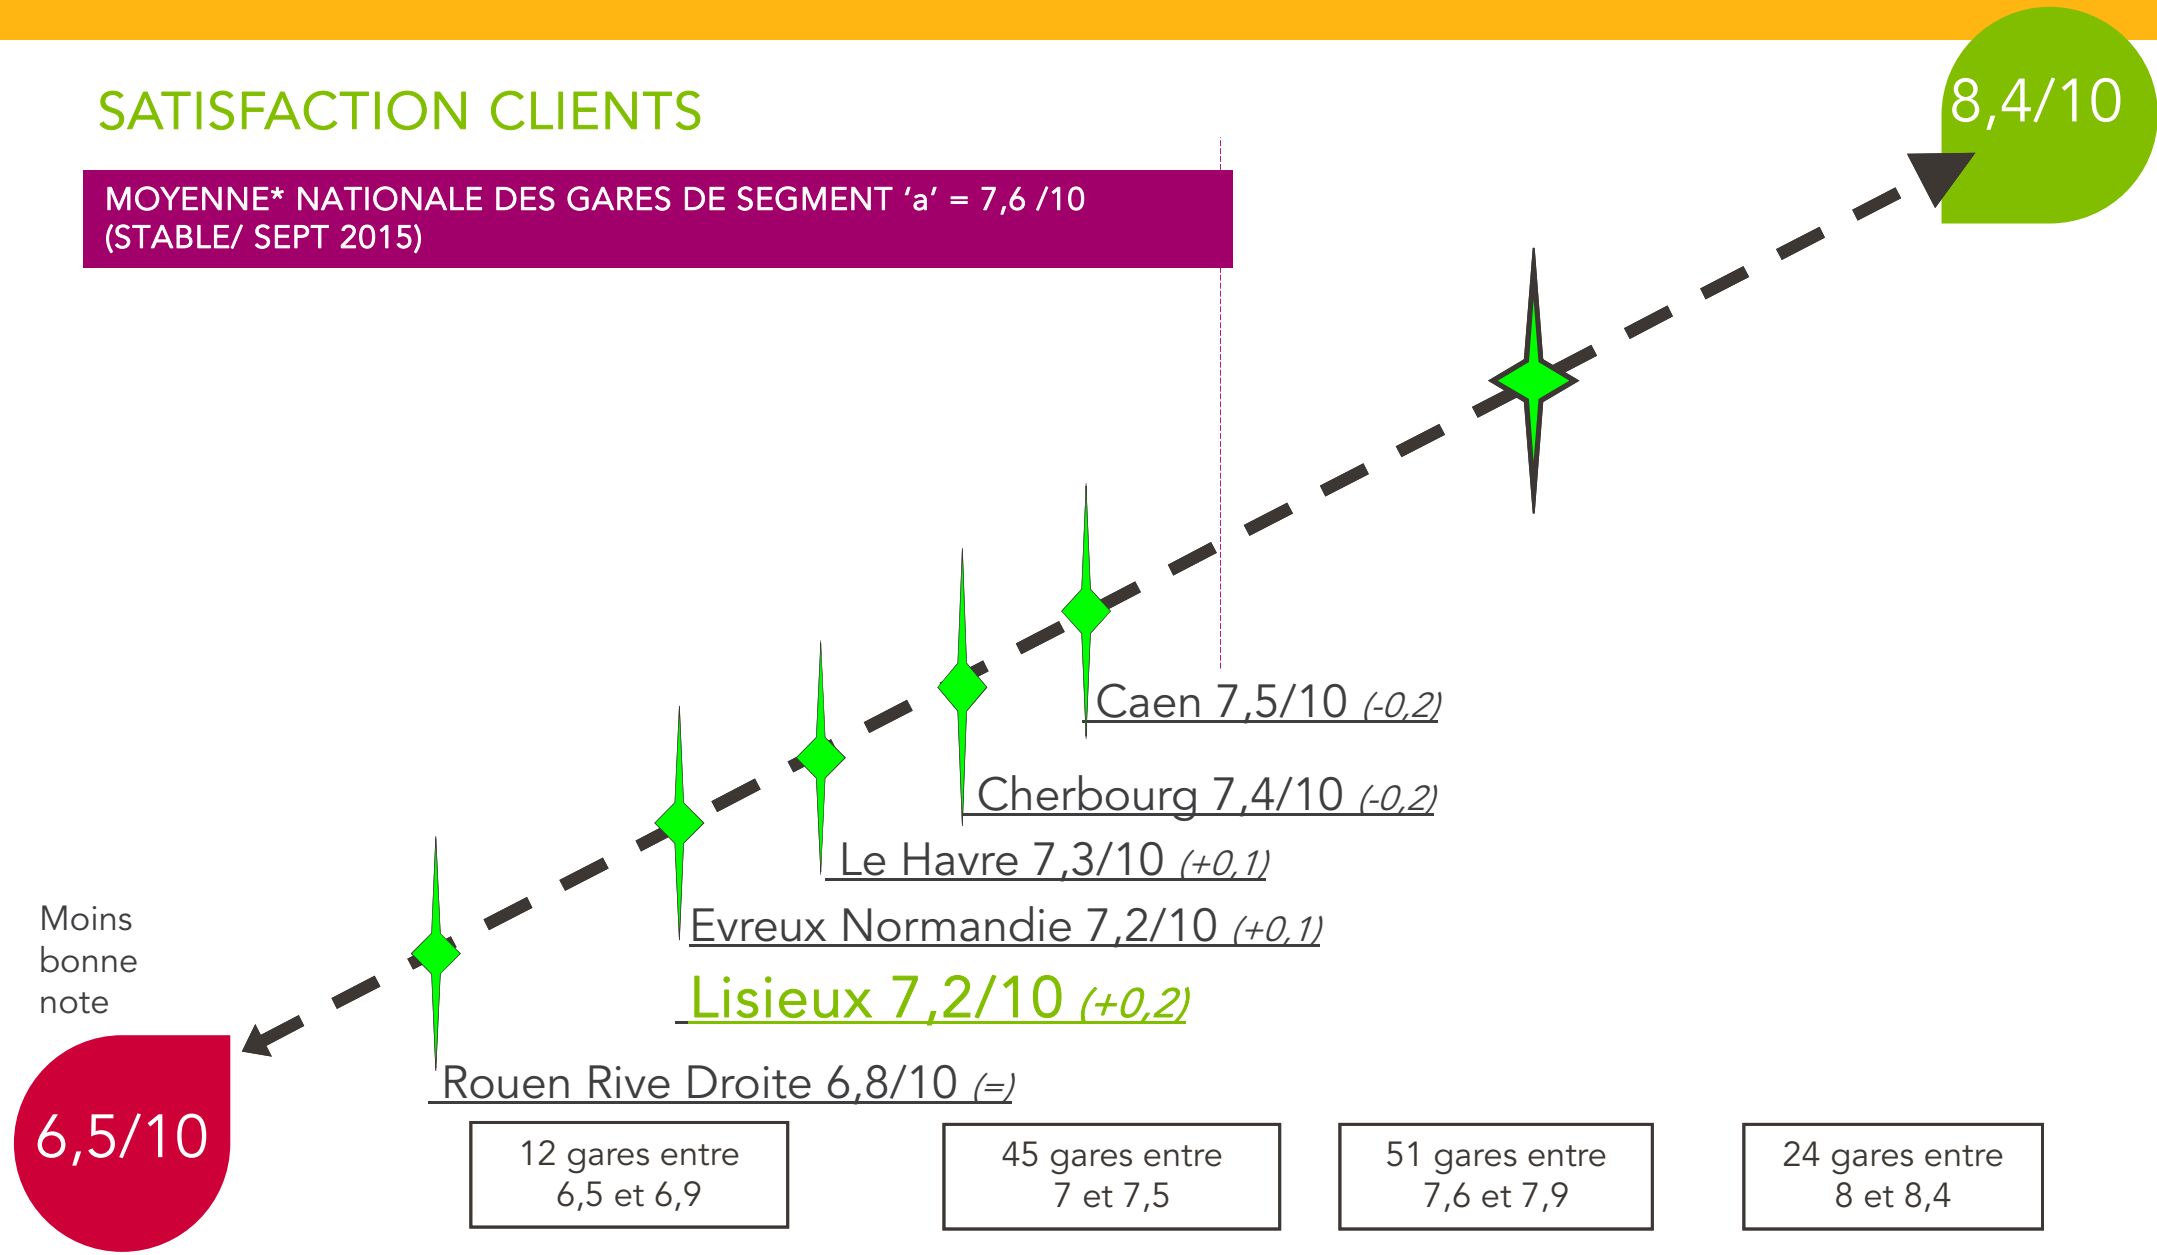 SATISFACTION CLIENTS
8,4/10
MOYENNE* NATIONALE DES GARES DE SEGMENT ‘a’ = 7,6 /10
(STABLE/ SEPT 2015)
Caen 7,5/10 (-0,2)
Cherbourg 7,4/10 (-0,2)
Le Havre 7,3/10 (+0,1)
Evreux Normandie 7,2/10 (+0,1)
Lisieux 7,2/10 (+0,2)
Rouen Rive Droite 6,8/10 (=)
Moins
bonne
note
6,5/10
12 gares entre
6,5 et 6,9
45 gares entre
7 et 7,5
51 gares entre
7,6 et 7,9
24 gares entre
8 et 8,4